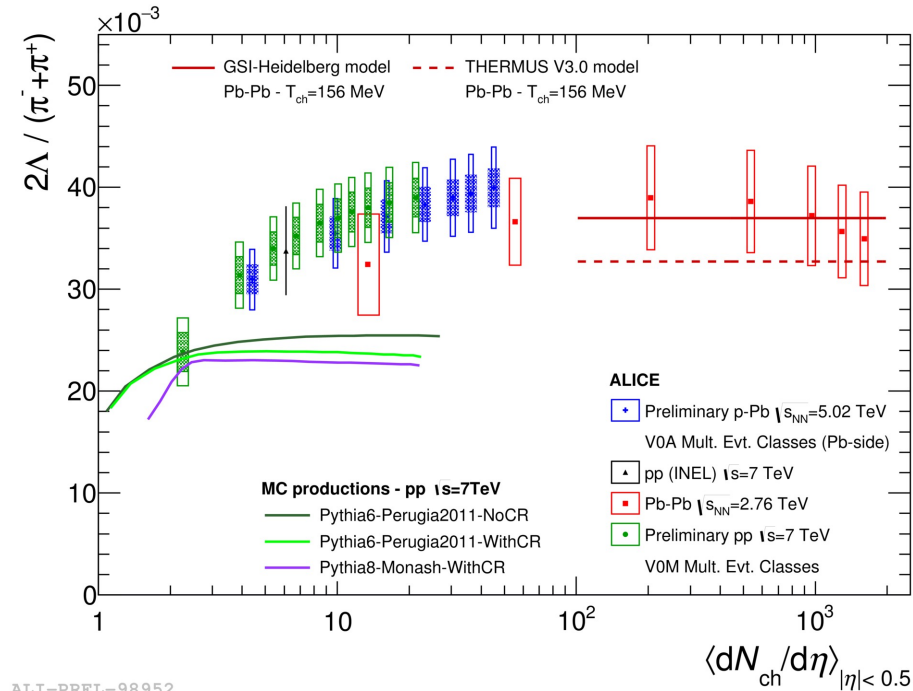 ×10⁻³
2Λ / (π⁻+π⁺)
50
40
30
20
10
0
GSI-Heidelberg model
Pb-Pb - T_ch=156 MeV
THERMUS V3.0 model
Pb-Pb - T_ch=156 MeV
ALICE
Preliminary p-Pb √s_NN=5.02 TeV
V0A Mult. Evt. Classes (Pb-side)
pp (INEL) √s=7 TeV
Pb-Pb √s_NN=2.76 TeV
Preliminary pp √s=7 TeV
V0M Mult. Evt. Classes
MC productions - pp √s=7TeV
Pythia6-Perugia2011-NoCR
Pythia6-Perugia2011-WithCR
Pythia8-Monash-WithCR
1 10 10² 10³
⟨dN_ch/dη⟩_|η|< 0.5
ALI-PREL-98952